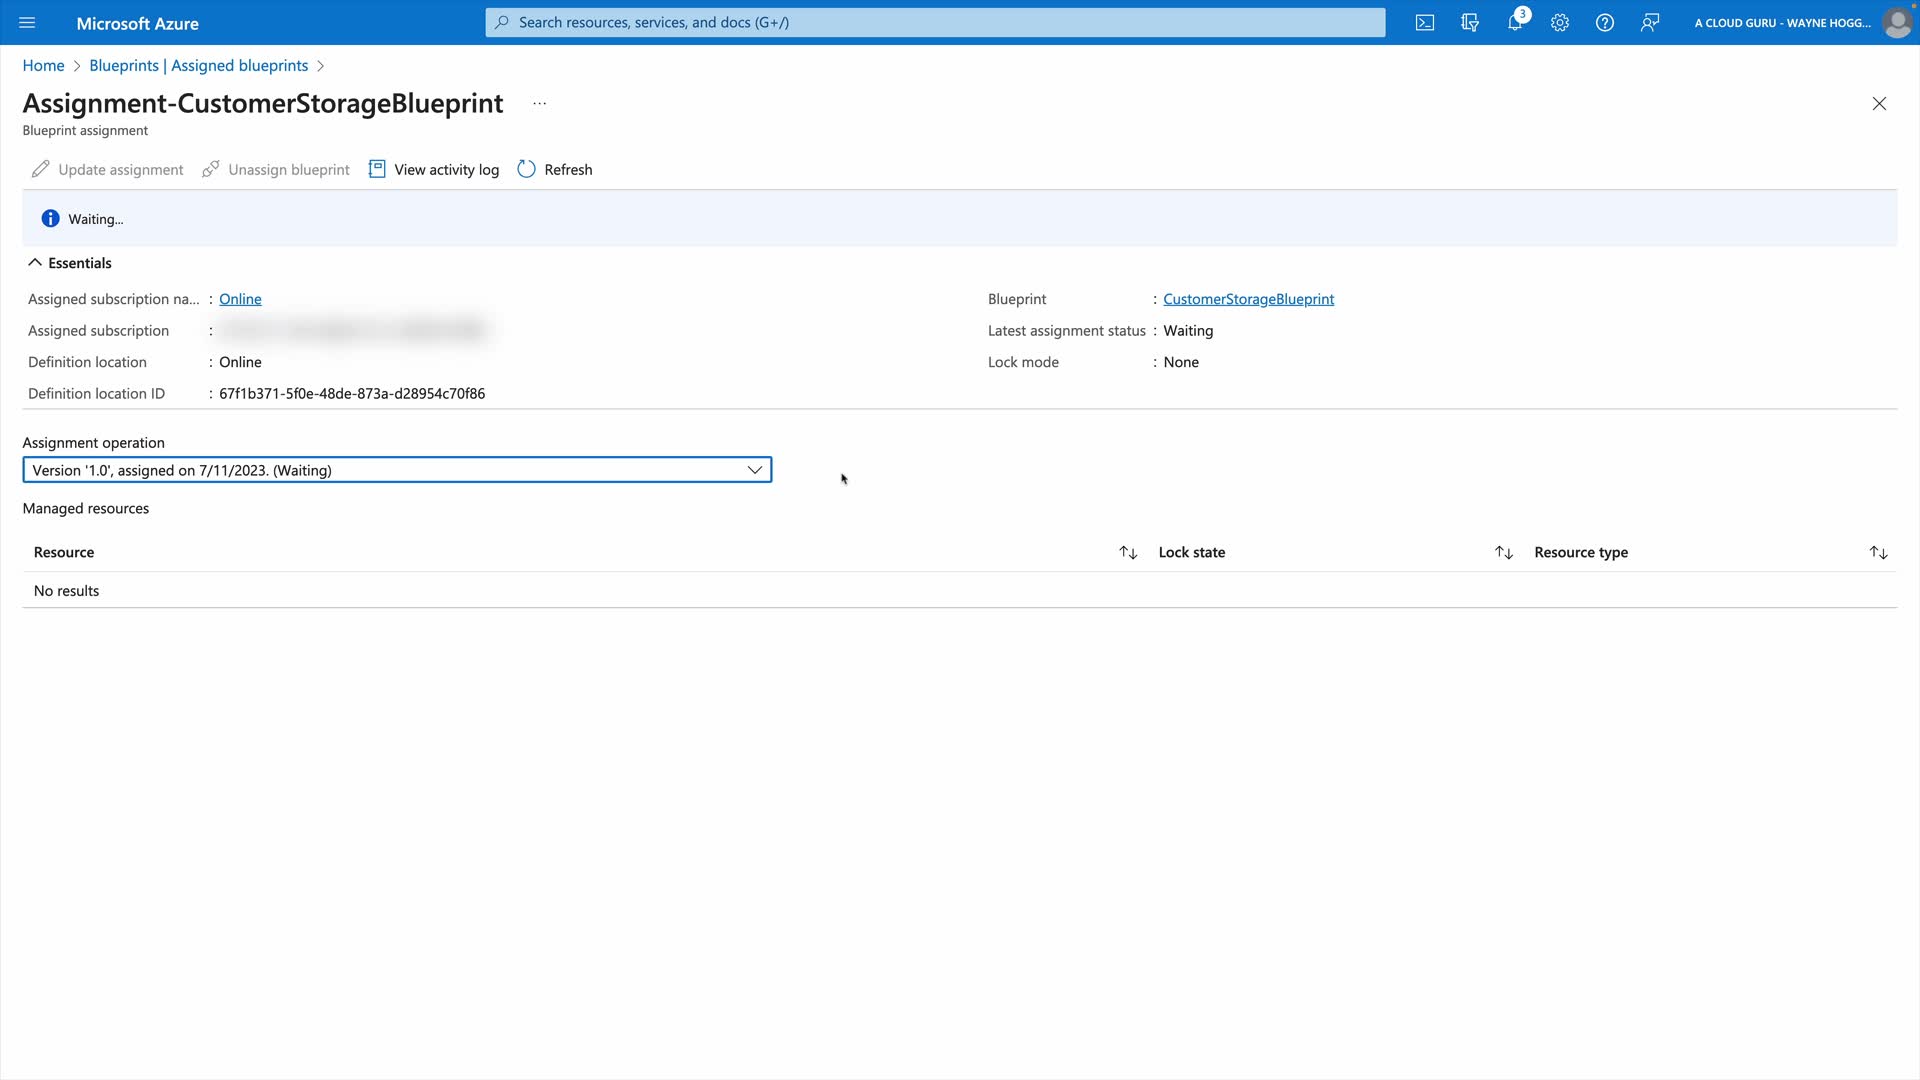 Microsoft Azure
Search resources, services, and docs (G+/)
3
A CLOUD GURU - WAYNE HOGG...
Home > Blueprints | Assigned blueprints >
Assignment-CustomerStorageBlueprint ...
Blueprint assignment
Update assignment Unassign blueprint View activity log Refresh
Waiting...
Essentials
Assigned subscription na... : Online
Assigned subscription :
Definition location : Online
Definition location ID : 67f1b371-5f0e-48de-873a-d28954c70f86
Blueprint : CustomerStorageBlueprint
Latest assignment status : Waiting
Lock mode : None
Assignment operation
Version '1.0', assigned on 7/11/2023. (Waiting)
Managed resources
Resource Lock state Resource type
No results